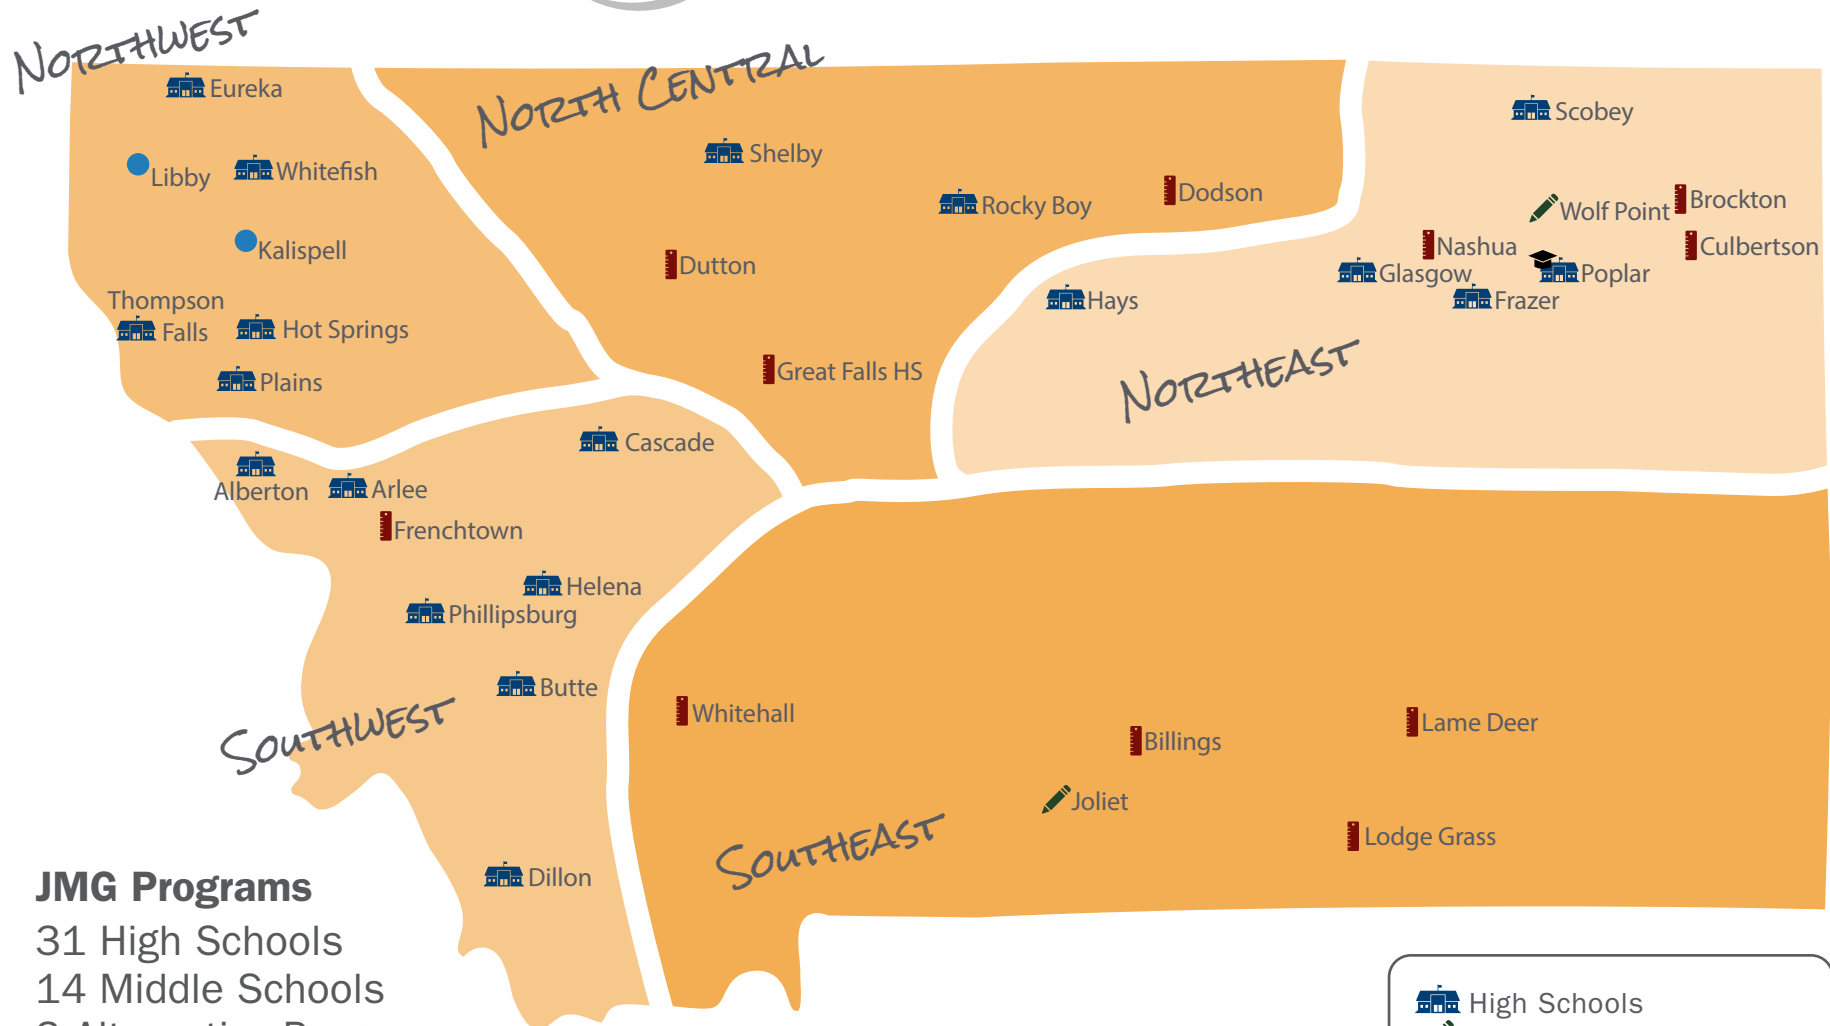 NORTHWEST
NORTH CENTRAL
Eureka
Scobey
Shelby
Libby
Whitefish
Rocky Boy
Dodson
Wolf Point
Brockton
Kalispell
Dutton
Nashua
Culbertson
Glasgow
Poplar
Thompson
Falls
Hot Springs
Hays
Frazer
Plains
Great Falls HS
NORTHEAST
Cascade
Alberton
Arlee
Frenchtown
Helena
Phillipsburg
Butte
SOUTHWEST
Whitehall
Billings
Lame Deer
Joliet
SOUTHEAST
Lodge Grass
Dillon
JMG Programs
31 High Schools
14 Middle Schools
High Schools